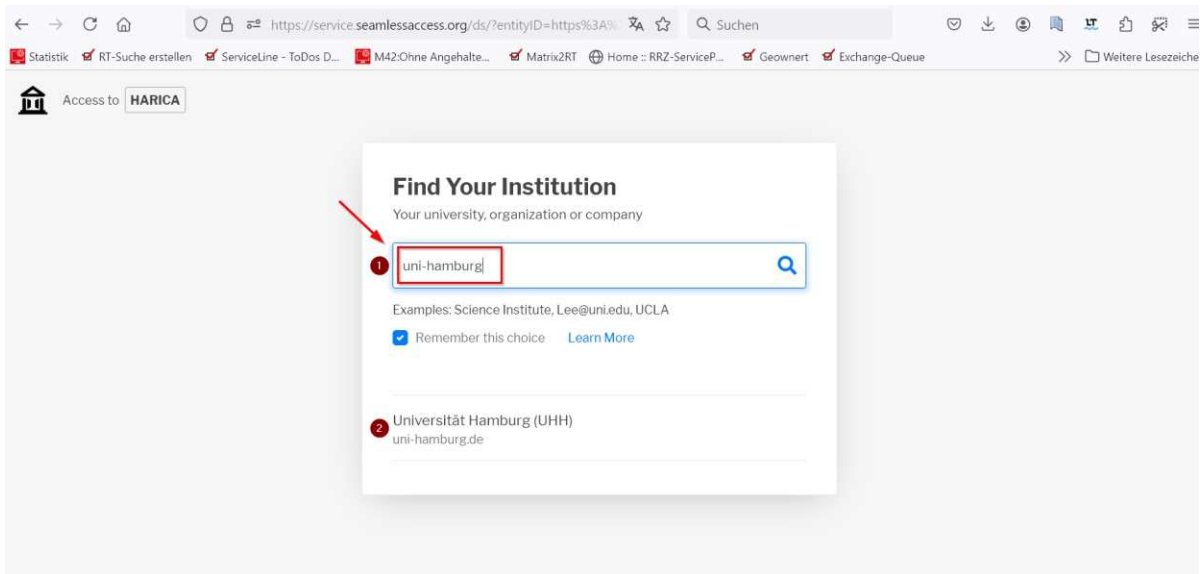 https://service.seamlessaccess.org/ds/?entityID=https%3A% Suchen
Statistik RT-Suche erstellen ServiceLine - ToDos D... M42:Ohne Angehalte... Matrix2RT Home :: RRZ-ServiceP... Geownert Exchange-Queue Weitere Lesezeiche
Access to HARICA
Find Your Institution
Your university, organization or company
1 uni-hamburg
Examples: Science Institute, Lee@uni.edu, UCLA
Remember this choice Learn More
2 Universität Hamburg (UHH)
uni-hamburg.de